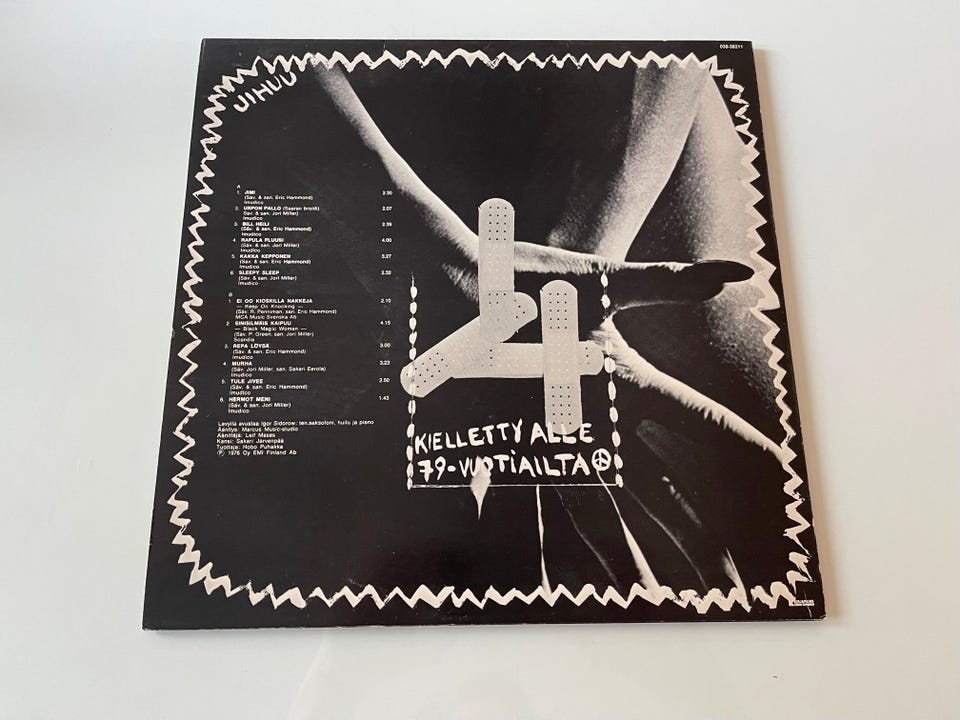 038-38211
JIHUU
A
1. JIMI 2.30
(Säv. & san. Eric Hammond)
Imudico
2. URPON PALLO (Saaran broidi) 2.07
Säv. & san. Jori Miller)
Imudico
3. BILL HEILI 2.39
(Säv. & san. Eric Hammond)
Imudico
4. RAPULA PLUUSI 4.00
(Säv. & san. Jori Miller)
Imudico
5. KAKKA KEPPONEN 3.27
(Säv. & san. Eric Hammond)
Imudico
6. SLEEPY SLEEP 2.32
(Säv. & san. Jori Miller)
Imudico
B
1. EI OO KIOSKILLA NAKKEJA 2.10
— Keep On Knocking —
(Säv. R. Penniman, san. Eric Hammond)
MCA Music Svenska Ab
2. SINISILMÄIS KAIPUU 4.15
— Black Magic Woman —
(Säv. P. Green, san. Jori Miller)
Scandia
3. REPA LÖYSÄ 3.00
(Säv. & san. Eric Hammond)
Imudico
4. MURHA 3.23
(Säv. Jori Miller, san. Sakari Earola)
Imudico
5. TULE JIVEE 2.50
(Säv. & san. Eric Hammond)
Imudico
6. HERMOT MENI 1.43
(Säv. & san. Jori Miller)
Imudico
Levyllä avustaa Igor Sidorow: ten.saksofoni, huilu ja piano
Äänitys: Marcus Music-studio
Äänittäjä: Leif Mases
Kansi: Sakari Järvenpää
Tuottaja: Hobo Puhalkka
Ⓟ 1976 Oy EMI Finland Ab
KIELLETTY ALLE
79-VUOTIAILTA